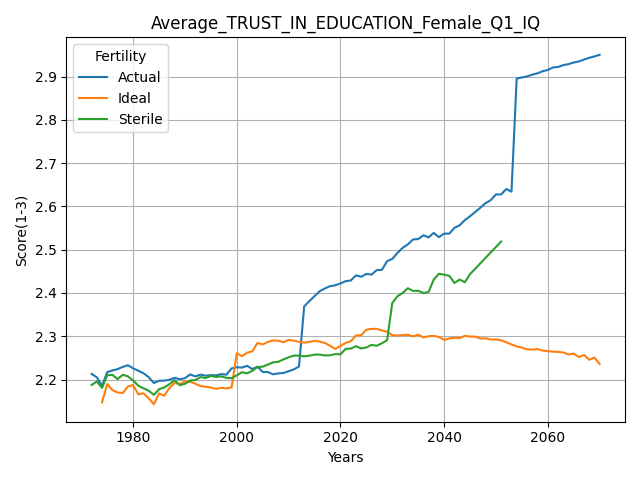 Average_TRUST_IN_EDUCATION_Female_Q1_IQ
Fertility
Actual
Ideal
Sterile
Score(1-3)
2.9
2.8
2.7
2.6
2.5
2.4
2.3
2.2
1980
2000
2020
2040
2060
Years